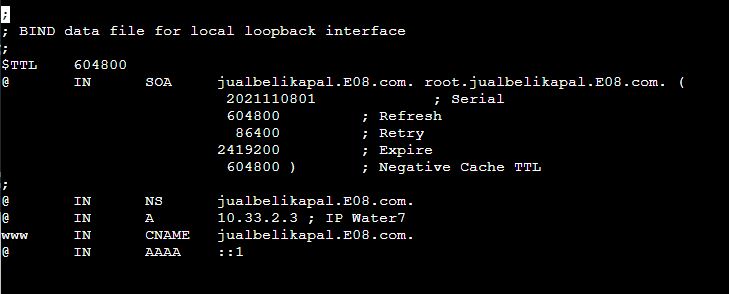 ;
; BIND data file for local loopback interface
;
$TTL    604800
@       IN      SOA     jualbelikapal.E08.com. root.jualbelikapal.E08.com. (
                         2021110801             ; Serial
                         604800         ; Refresh
                          86400         ; Retry
                        2419200         ; Expire
                         604800 )       ; Negative Cache TTL
;
@       IN      NS      jualbelikapal.E08.com.
@       IN      A       10.33.2.3 ; IP Water7
www     IN      CNAME   jualbelikapal.E08.com.
@       IN      AAAA    ::1